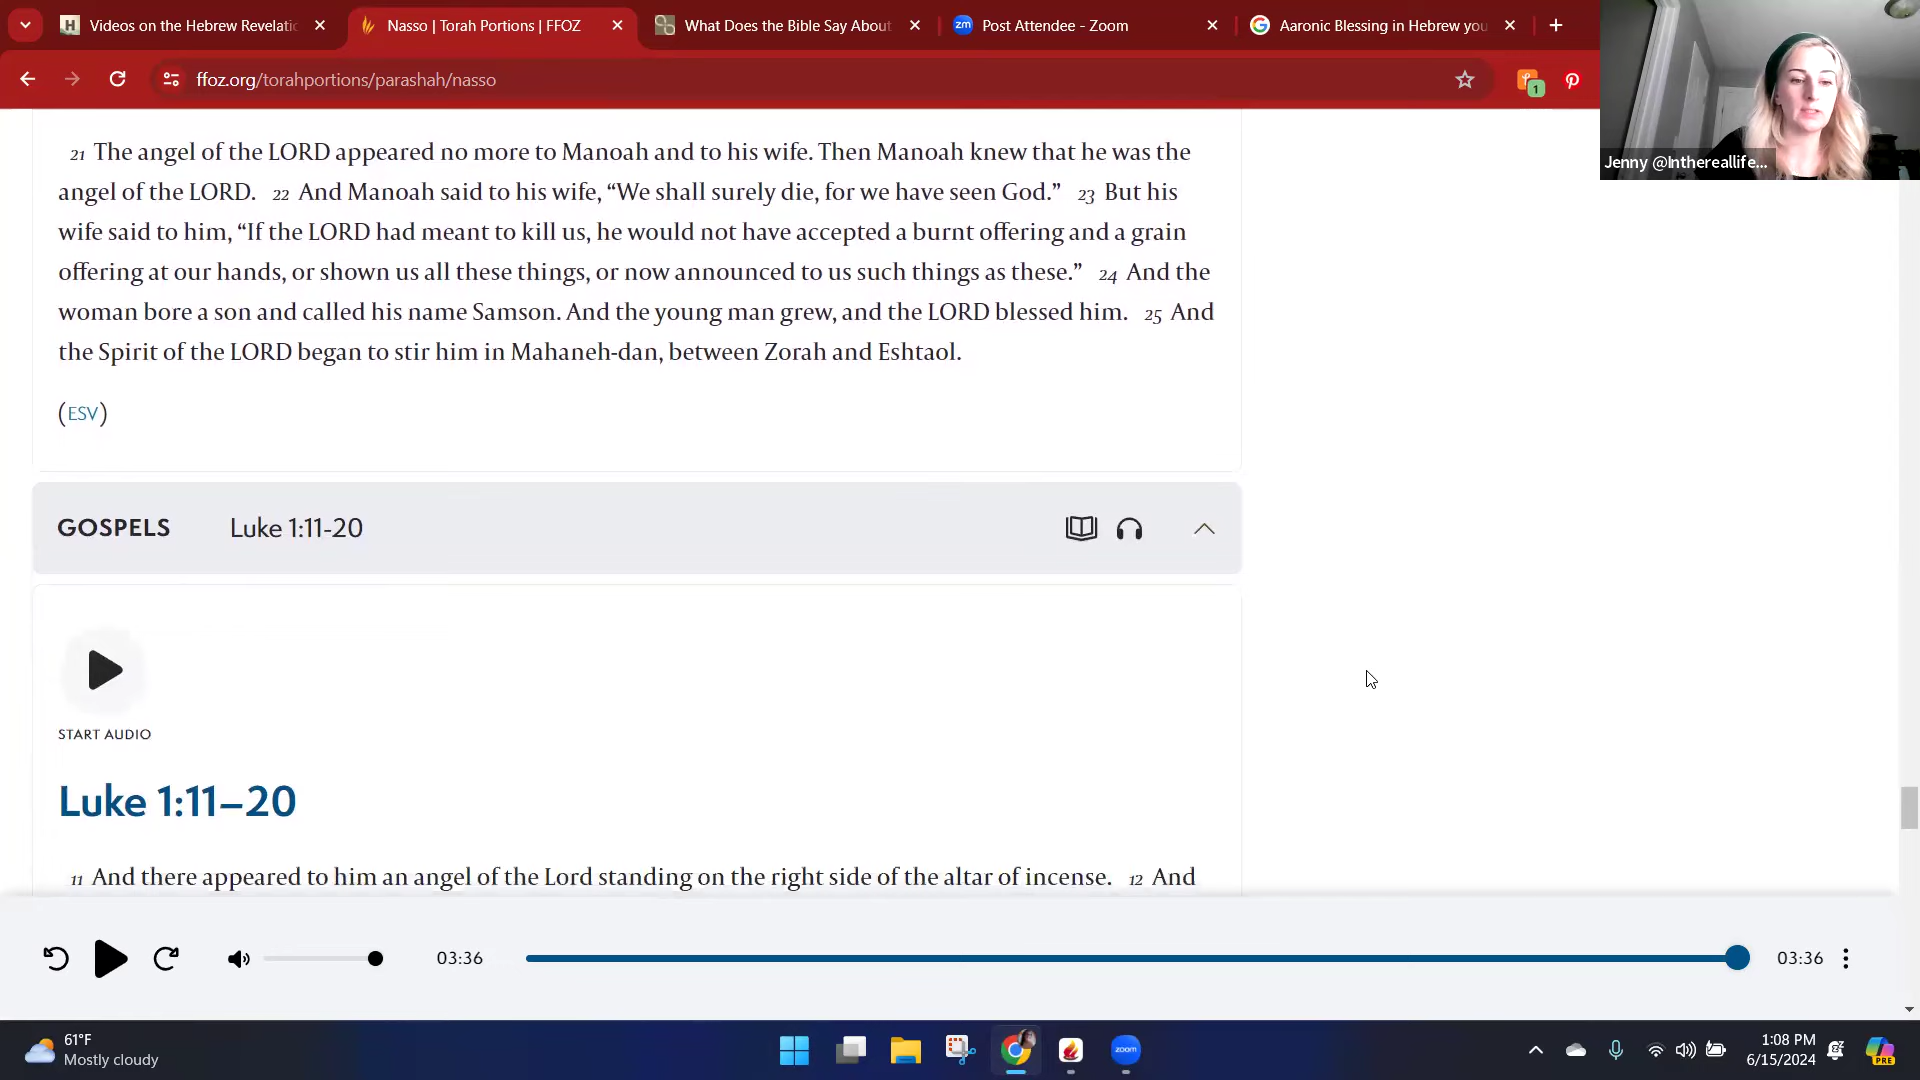 Videos on the Hebrew Revelati
Nasso | Torah Portions | FFOZ
What Does the Bible Say About
zm Post Attendee - Zoom
Aaronic Blessing in Hebrew you
ffoz.org/torahportions/parashah/nasso
1
Jenny @Inthereallife...
21 The angel of the LORD appeared no more to Manoah and to his wife. Then Manoah knew that he was the
angel of the LORD. 22 And Manoah said to his wife, “We shall surely die, for we have seen God.” 23 But his
wife said to him, “If the LORD had meant to kill us, he would not have accepted a burnt offering and a grain
offering at our hands, or shown us all these things, or now announced to us such things as these.” 24 And the
woman bore a son and called his name Samson. And the young man grew, and the LORD blessed him. 25 And
the Spirit of the LORD began to stir him in Mahaneh-dan, between Zorah and Eshtaol.
(ESV)
GOSPELS Luke 1:11-20
START AUDIO
Luke 1:11–20
11 And there appeared to him an angel of the Lord standing on the right side of the altar of incense. 12 And
03:36 03:36
61°F
Mostly cloudy
zoom
1:08 PM
6/15/2024
PRE